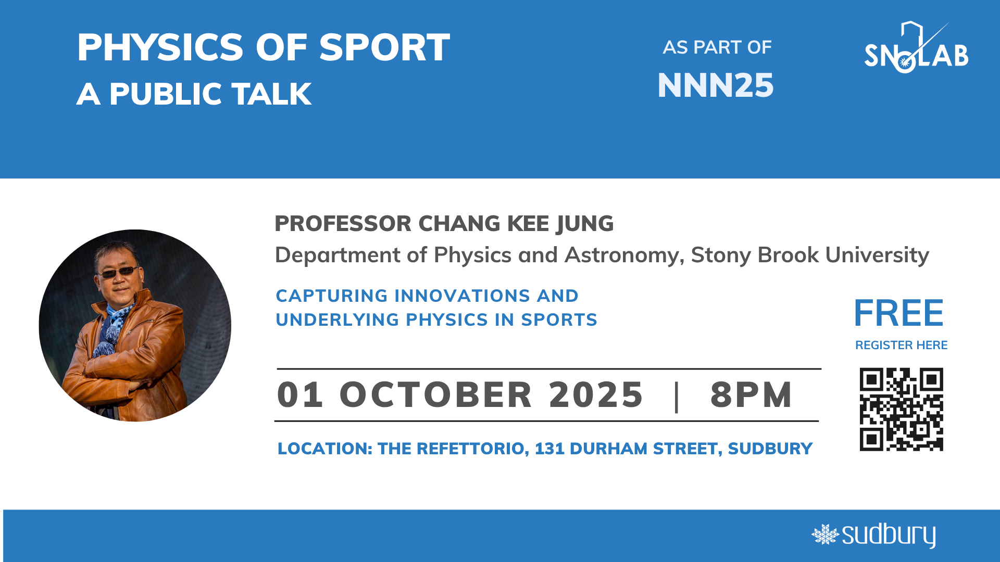 PHYSICS OF SPORT
A PUBLIC TALK
AS PART OF
NNN25
SNOLAB
PROFESSOR CHANG KEE JUNG
Department of Physics and Astronomy, Stony Brook University
CAPTURING INNOVATIONS AND
UNDERLYING PHYSICS IN SPORTS
FREE
REGISTER HERE
01 OCTOBER 2025 | 8PM
LOCATION: THE REFETTORIO, 131 DURHAM STREET, SUDBURY
sudbury